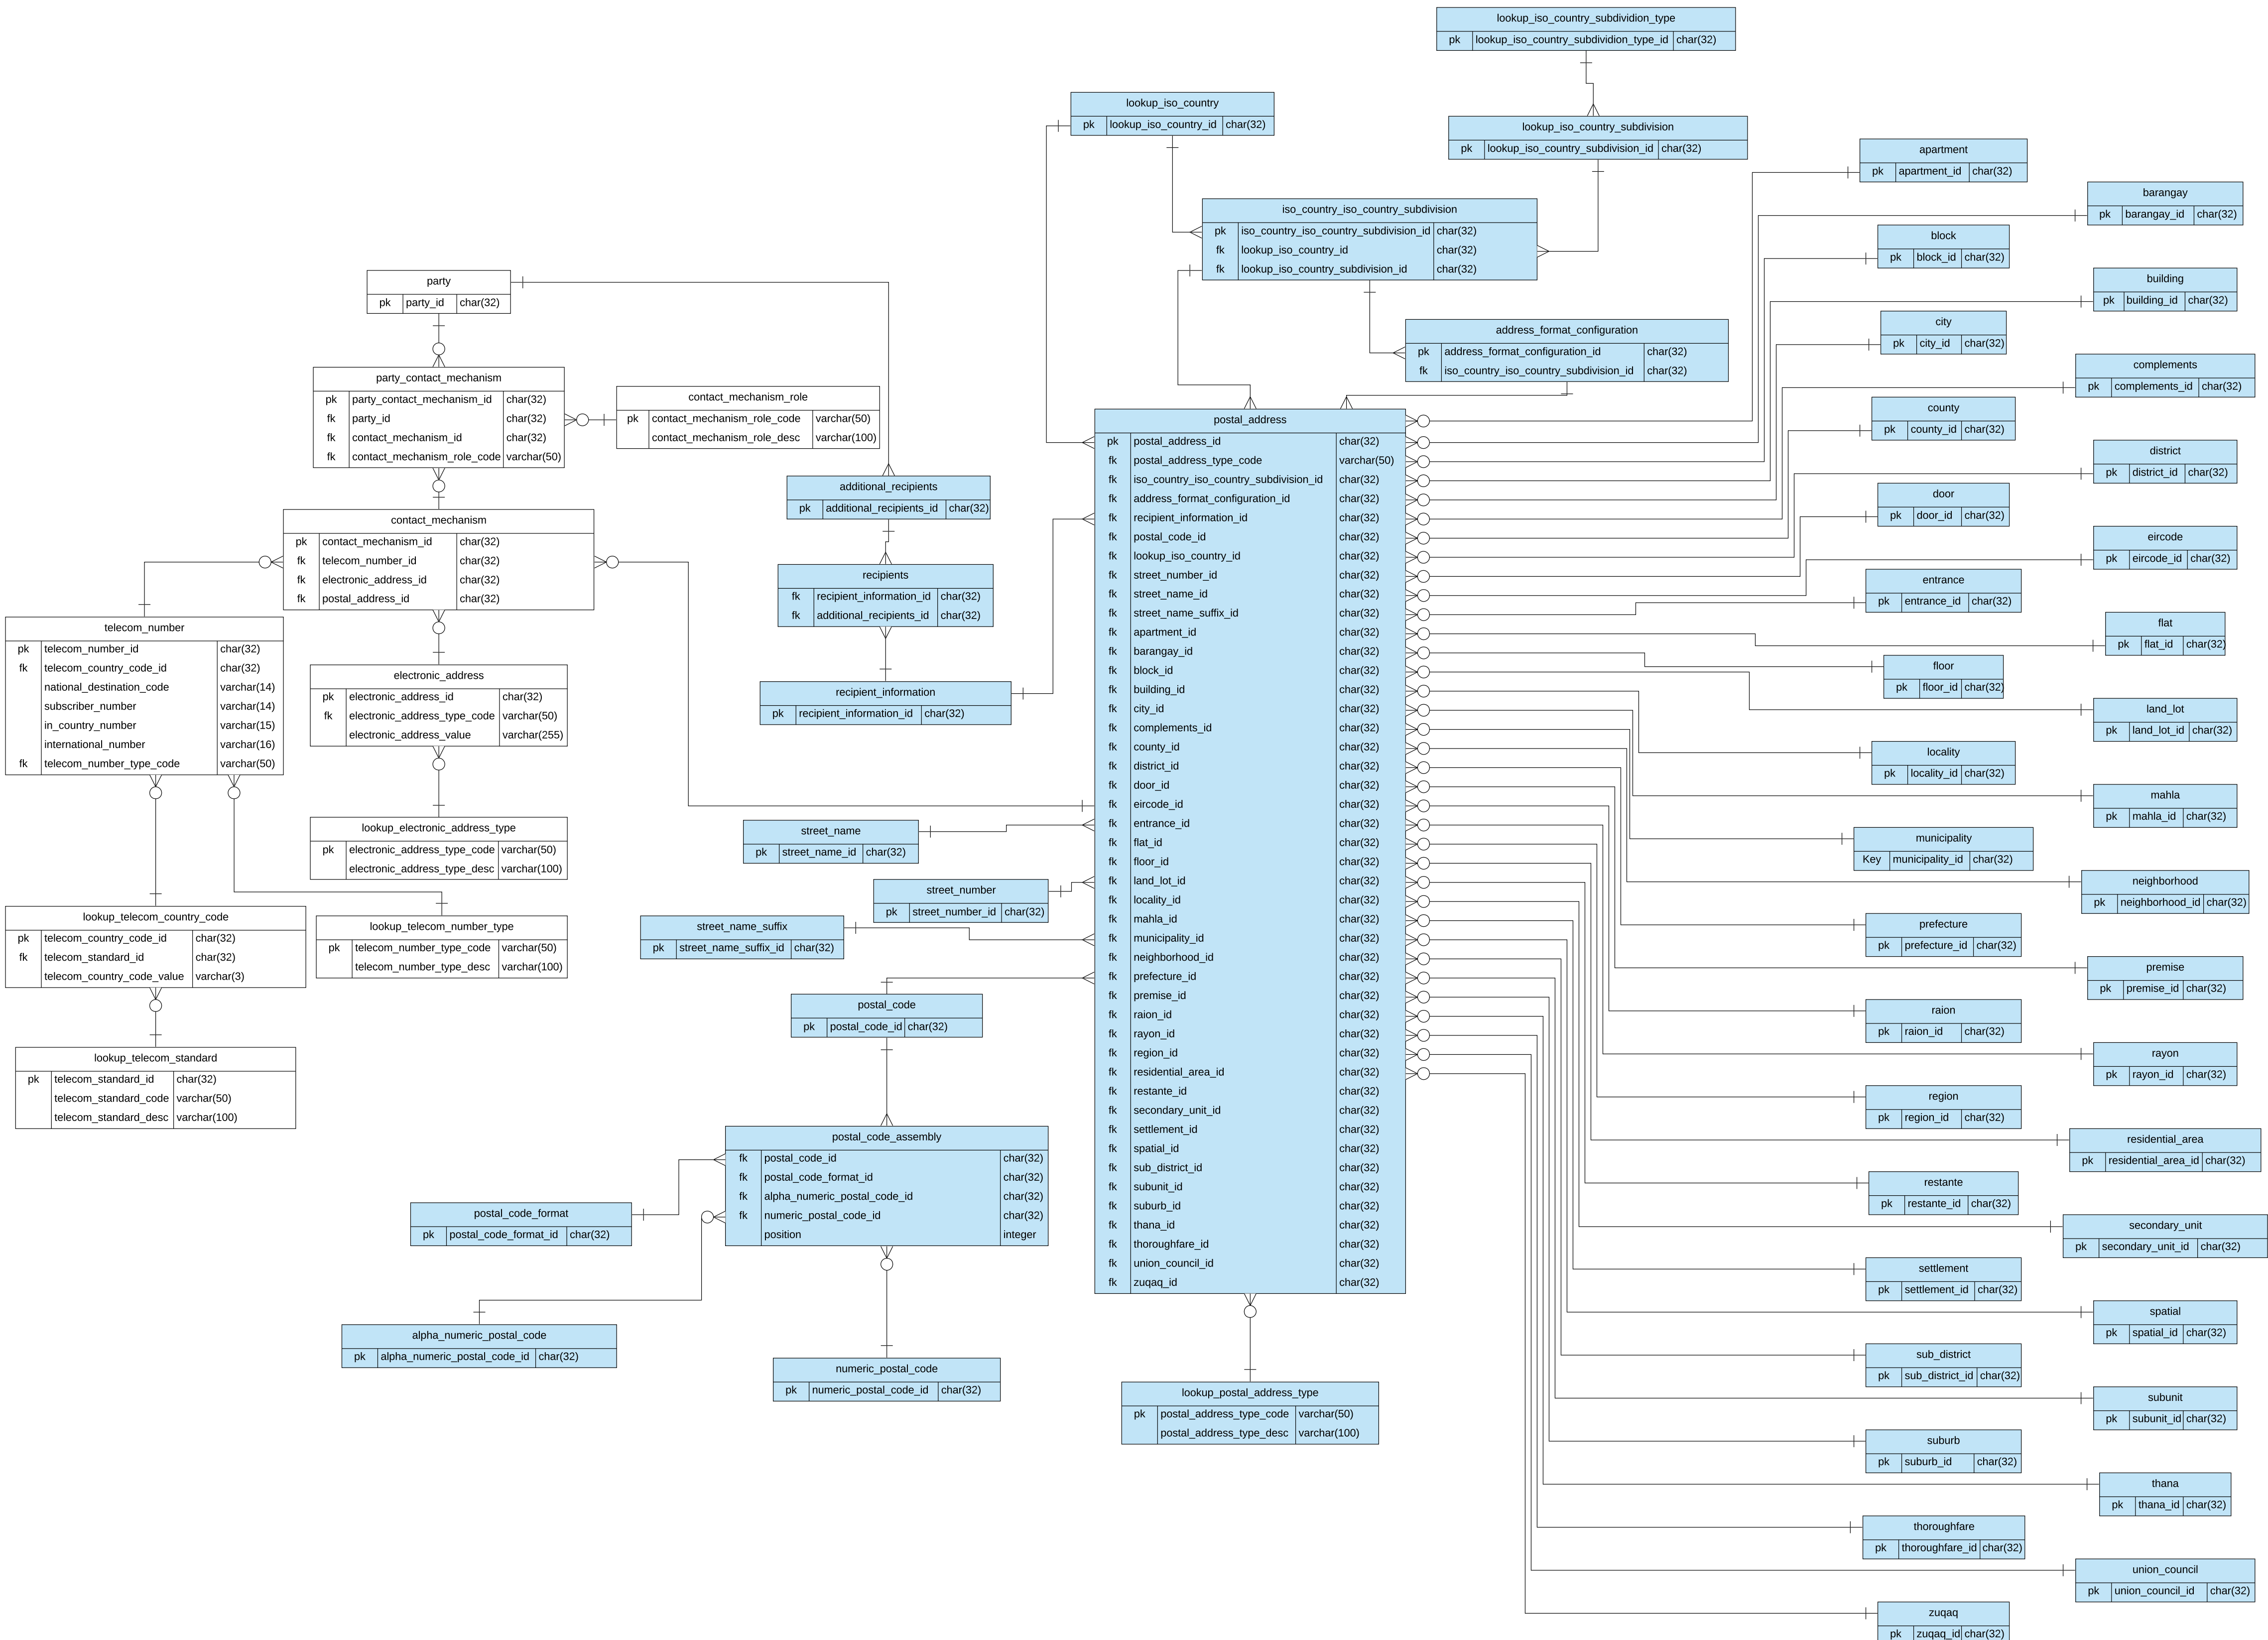 lookup_iso_country_subdividion_type
pk lookup_iso_country_subdividion_type_id char(32)
lookup_iso_country
pk lookup_iso_country_id char(32)
lookup_iso_country_subdivision
pk lookup_iso_country_subdivision_id char(32)
iso_country_iso_country_subdivision
pk iso_country_iso_country_subdivision_id char(32)
fk lookup_iso_country_id char(32)
fk lookup_iso_country_subdivision_id char(32)
address_format_configuration
pk address_format_configuration_id char(32)
fk iso_country_iso_country_subdivision_id char(32)
party
pk party_id char(32)
party_contact_mechanism
pk party_contact_mechanism_id char(32)
fk party_id char(32)
fk contact_mechanism_id char(32)
fk contact_mechanism_role_code varchar(50)
contact_mechanism_role
pk contact_mechanism_role_code varchar(50)
contact_mechanism_role_desc varchar(100)
additional_recipients
pk additional_recipients_id char(32)
contact_mechanism
pk contact_mechanism_id char(32)
fk telecom_number_id char(32)
fk electronic_address_id char(32)
fk postal_address_id char(32)
recipients
fk recipient_information_id char(32)
fk additional_recipients_id char(32)
recipient_information
pk recipient_information_id char(32)
telecom_number
pk telecom_number_id char(32)
fk telecom_country_code_id char(32)
national_destination_code varchar(14)
subscriber_number varchar(14)
in_country_number varchar(15)
international_number varchar(16)
fk telecom_number_type_code varchar(50)
electronic_address
pk electronic_address_id char(32)
fk electronic_address_type_code varchar(50)
electronic_address_value varchar(255)
lookup_electronic_address_type
pk electronic_address_type_code varchar(50)
electronic_address_type_desc varchar(100)
lookup_telecom_country_code
pk telecom_country_code_id char(32)
fk telecom_standard_id char(32)
telecom_country_code_value varchar(3)
lookup_telecom_number_type
pk telecom_number_type_code varchar(50)
telecom_number_type_desc varchar(100)
lookup_telecom_standard
pk telecom_standard_id char(32)
telecom_standard_code varchar(50)
telecom_standard_desc varchar(100)
street_name
pk street_name_id char(32)
street_number
pk street_number_id char(32)
street_name_suffix
pk street_name_suffix_id char(32)
postal_code
pk postal_code_id char(32)
postal_code_assembly
fk postal_code_id char(32)
fk postal_code_format_id char(32)
fk alpha_numeric_postal_code_id char(32)
fk numeric_postal_code_id char(32)
position integer
postal_code_format
pk postal_code_format_id char(32)
alpha_numeric_postal_code
pk alpha_numeric_postal_code_id char(32)
numeric_postal_code
pk numeric_postal_code_id char(32)
postal_address
pk postal_address_id char(32)
fk postal_address_type_code varchar(50)
fk iso_country_iso_country_subdivision_id char(32)
fk address_format_configuration_id char(32)
fk recipient_information_id char(32)
fk postal_code_id char(32)
fk lookup_iso_country_id char(32)
fk street_number_id char(32)
fk street_name_id char(32)
fk street_name_suffix_id char(32)
fk apartment_id char(32)
fk barangay_id char(32)
fk block_id char(32)
fk building_id char(32)
fk city_id char(32)
fk complements_id char(32)
fk county_id char(32)
fk district_id char(32)
fk door_id char(32)
fk eircode_id char(32)
fk entrance_id char(32)
fk flat_id char(32)
fk floor_id char(32)
fk land_lot_id char(32)
fk locality_id char(32)
fk mahla_id char(32)
fk municipality_id char(32)
fk neighborhood_id char(32)
fk prefecture_id char(32)
fk premise_id char(32)
fk raion_id char(32)
fk rayon_id char(32)
fk region_id char(32)
fk residential_area_id char(32)
fk restante_id char(32)
fk secondary_unit_id char(32)
fk settlement_id char(32)
fk spatial_id char(32)
fk sub_district_id char(32)
fk subunit_id char(32)
fk suburb_id char(32)
fk thana_id char(32)
fk thoroughfare_id char(32)
fk union_council_id char(32)
fk zuqaq_id char(32)
lookup_postal_address_type
pk postal_address_type_code varchar(50)
postal_address_type_desc varchar(100)
apartment
pk apartment_id char(32)
barangay
pk barangay_id char(32)
block
pk block_id char(32)
building
pk building_id char(32)
city
pk city_id char(32)
complements
pk complements_id char(32)
county
pk county_id char(32)
district
pk district_id char(32)
door
pk door_id char(32)
eircode
pk eircode_id char(32)
entrance
pk entrance_id char(32)
flat
pk flat_id char(32)
floor
pk floor_id char(32)
land_lot
pk land_lot_id char(32)
locality
pk locality_id char(32)
mahla
pk mahla_id char(32)
municipality
Key municipality_id char(32)
neighborhood
pk neighborhood_id char(32)
prefecture
pk prefecture_id char(32)
premise
pk premise_id char(32)
raion
pk raion_id char(32)
rayon
pk rayon_id char(32)
region
pk region_id char(32)
residential_area
pk residential_area_id char(32)
restante
pk restante_id char(32)
secondary_unit
pk secondary_unit_id char(32)
settlement
pk settlement_id char(32)
spatial
pk spatial_id char(32)
sub_district
pk sub_district_id char(32)
subunit
pk subunit_id char(32)
suburb
pk suburb_id char(32)
thana
pk thana_id char(32)
thoroughfare
pk thoroughfare_id char(32)
union_council
pk union_council_id char(32)
zuqaq
pk zuqaq_id char(32)